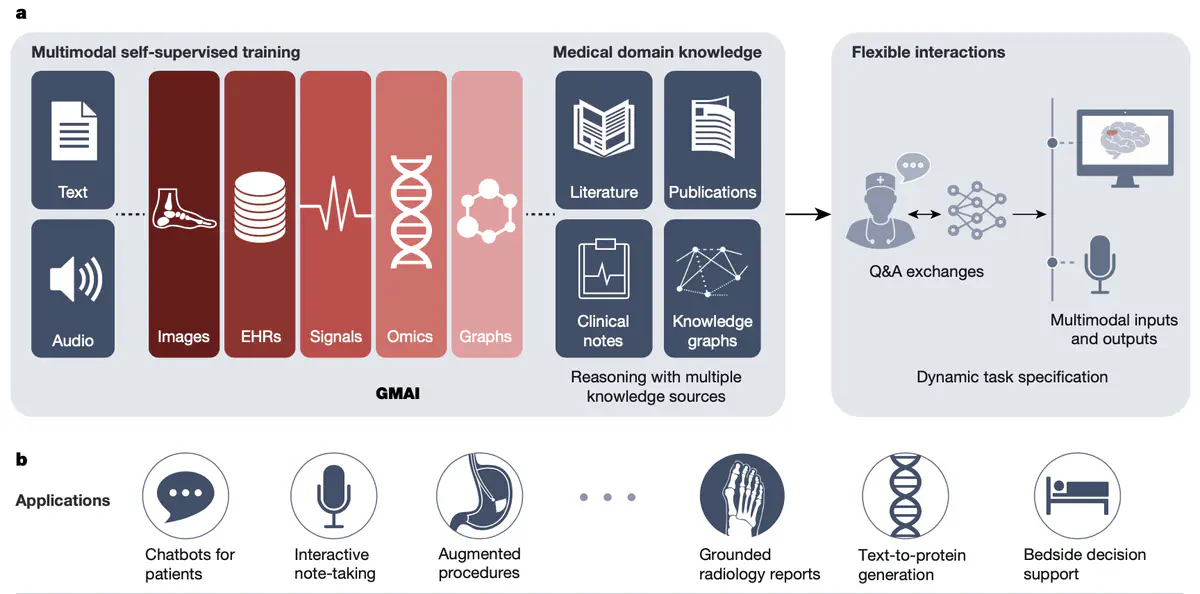 a
Multimodal self-supervised training
Text
Audio
Images
EHRs
Signals
Omics
Graphs
GMAI
Medical domain knowledge
Literature
Publications
Clinical
notes
Knowledge
graphs
Reasoning with multiple
knowledge sources
Flexible interactions
Q&A exchanges
Multimodal inputs
and outputs
Dynamic task specification
b
Applications
Chatbots for
patients
Interactive
note-taking
Augmented
procedures
Grounded
radiology reports
Text-to-protein
generation
Bedside decision
support